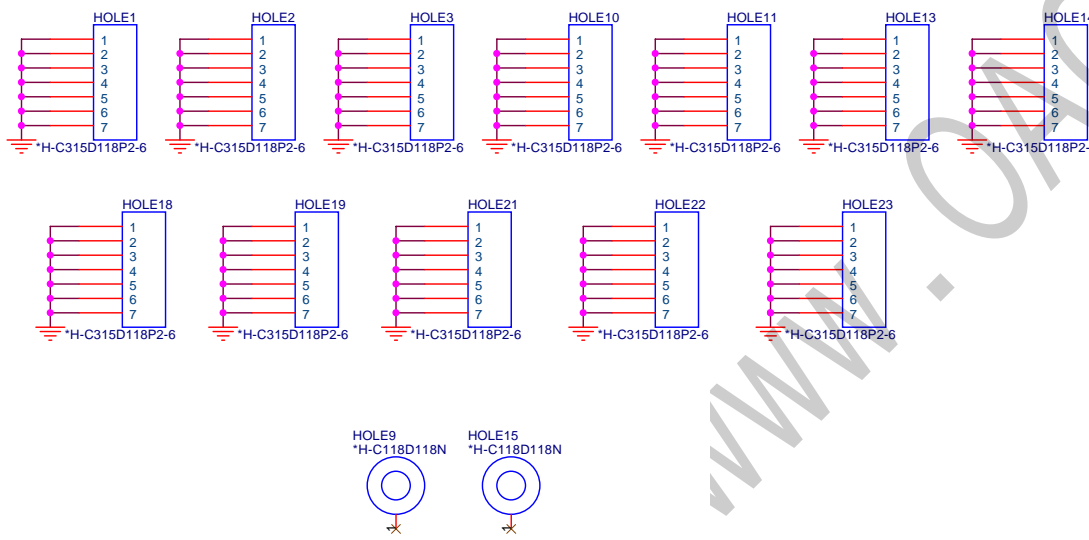 HOLE1 HOLE2 HOLE3 HOLE10 HOLE11 HOLE13 HOLE14
1 1 1 1 1 1 1
2 2 2 2 2 2 2
3 3 3 3 3 3 3
4 4 4 4 4 4 4
5 5 5 5 5 5 5
6 6 6 6 6 6 6
7 7 7 7 7 7 7
*H-C315D118P2-6 *H-C315D118P2-6 *H-C315D118P2-6 *H-C315D118P2-6 *H-C315D118P2-6 *H-C315D118P2-6 *H-C315D118P2-
HOLE18 HOLE19 HOLE21 HOLE22 HOLE23
1 1 1 1 1
2 2 2 2 2
3 3 3 3 3
4 4 4 4 4
5 5 5 5 5
6 6 6 6 6
7 7 7 7 7
*H-C315D118P2-6 *H-C315D118P2-6 *H-C315D118P2-6 *H-C315D118P2-6 *H-C315D118P2-6
HOLE9 HOLE15
*H-C118D118N *H-C118D118N
1 1